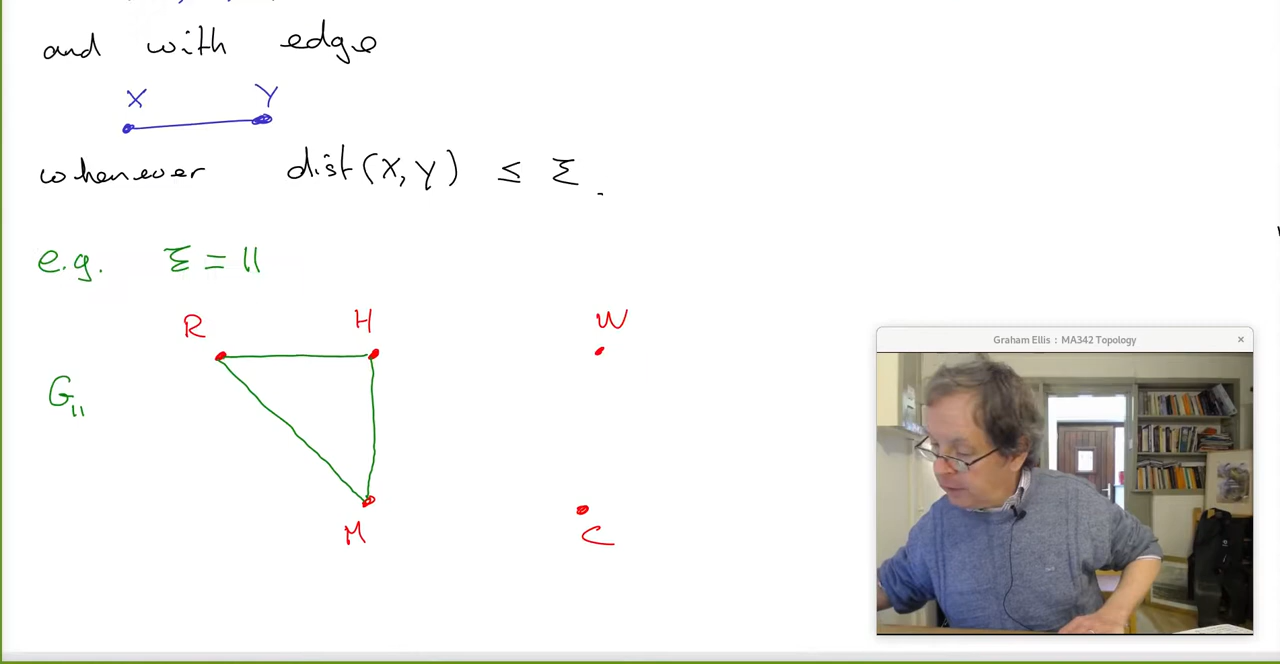 and with edge
X Y
whenever dist(X,Y) ≤ Σ.
e.g. Σ = 11
R H W
G₁₁
M C
Graham Ellis : MA342 Topology